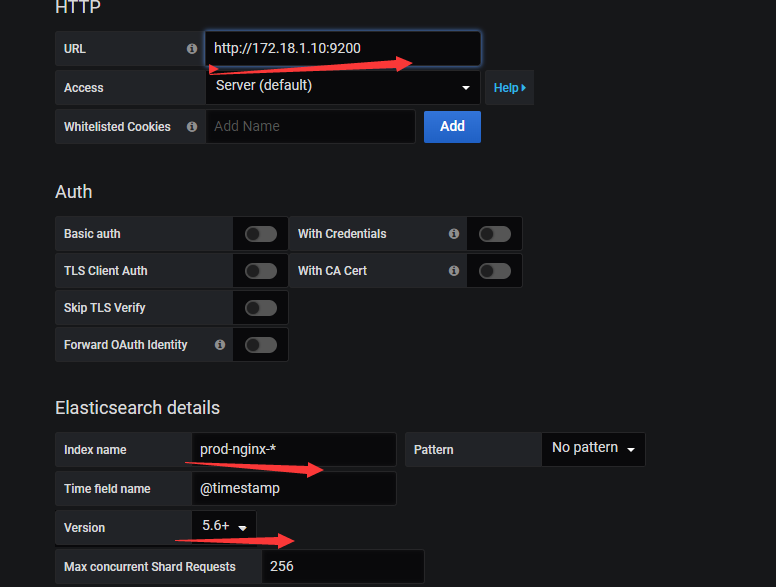 HTTP
URL http://172.18.1.10:9200
Access Server (default) Help
Whitelisted Cookies Add Name Add
Auth
Basic auth With Credentials
TLS Client Auth With CA Cert
Skip TLS Verify
Forward OAuth Identity
Elasticsearch details
Index name prod-nginx-* Pattern No pattern
Time field name @timestamp
Version 5.6+
Max concurrent Shard Requests 256